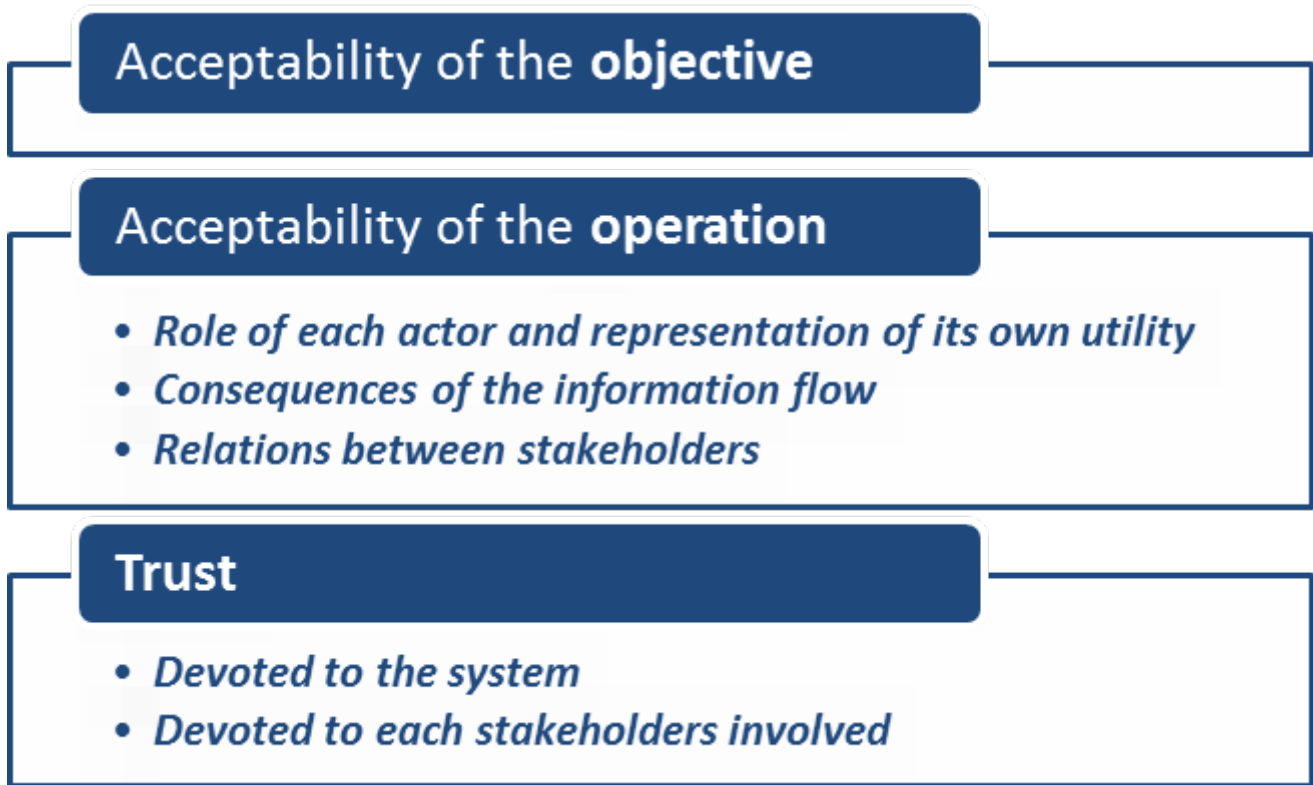 Acceptability of the objective
Acceptability of the operation
• Role of each actor and representation of its own utility
• Consequences of the information flow
• Relations between stakeholders
Trust
• Devoted to the system
• Devoted to each stakeholders involved